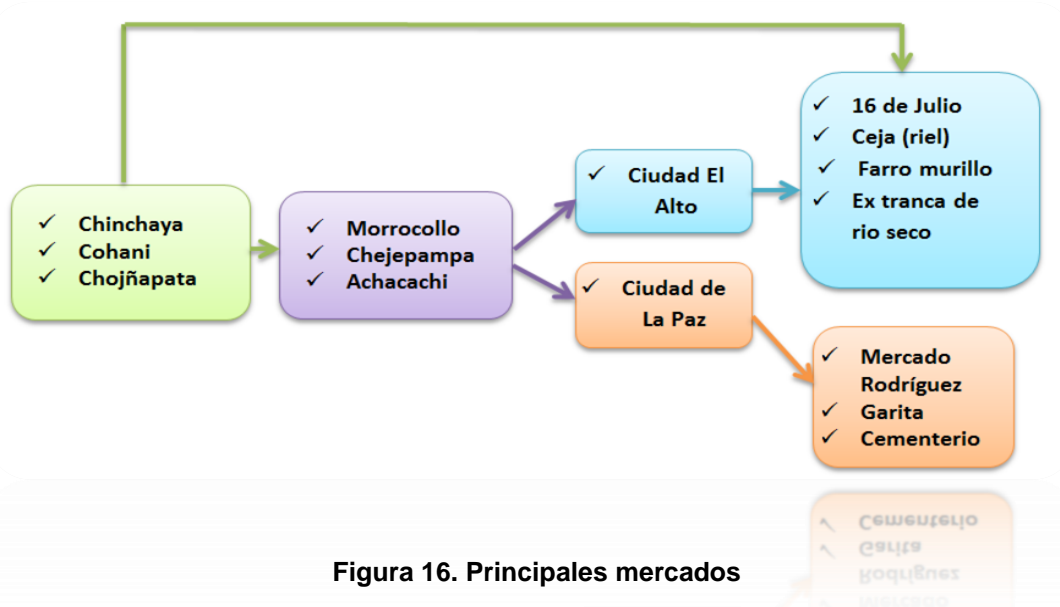 ✓ Chinchaya
✓ Cohani
✓ Chojñapata
✓ Morrocollo
✓ Chejepampa
✓ Achacachi
✓ Ciudad El
Alto
✓ Ciudad de
La Paz
✓ 16 de Julio
✓ Ceja (riel)
✓ Farro murillo
✓ Ex tranca de
rio seco
✓ Mercado
Rodríguez
✓ Garita
✓ Cementerio
Figura 16. Principales mercados